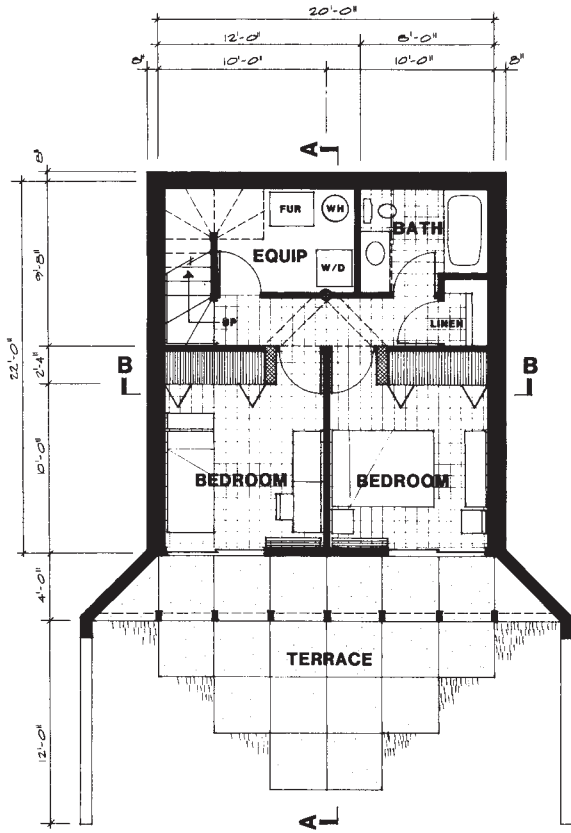 20'-0"
12'-0"
8'-0"
8"
10'-0"
10'-0"
8"
A
8"
FUR
WH
BATH
EQUIP
W/D
9'-8"
8P
LINEN
22'-0"
B
2'-4"
B
10'-0"
BEDROOM
BEDROOM
4'-0"
TERRACE
12'-0"
A